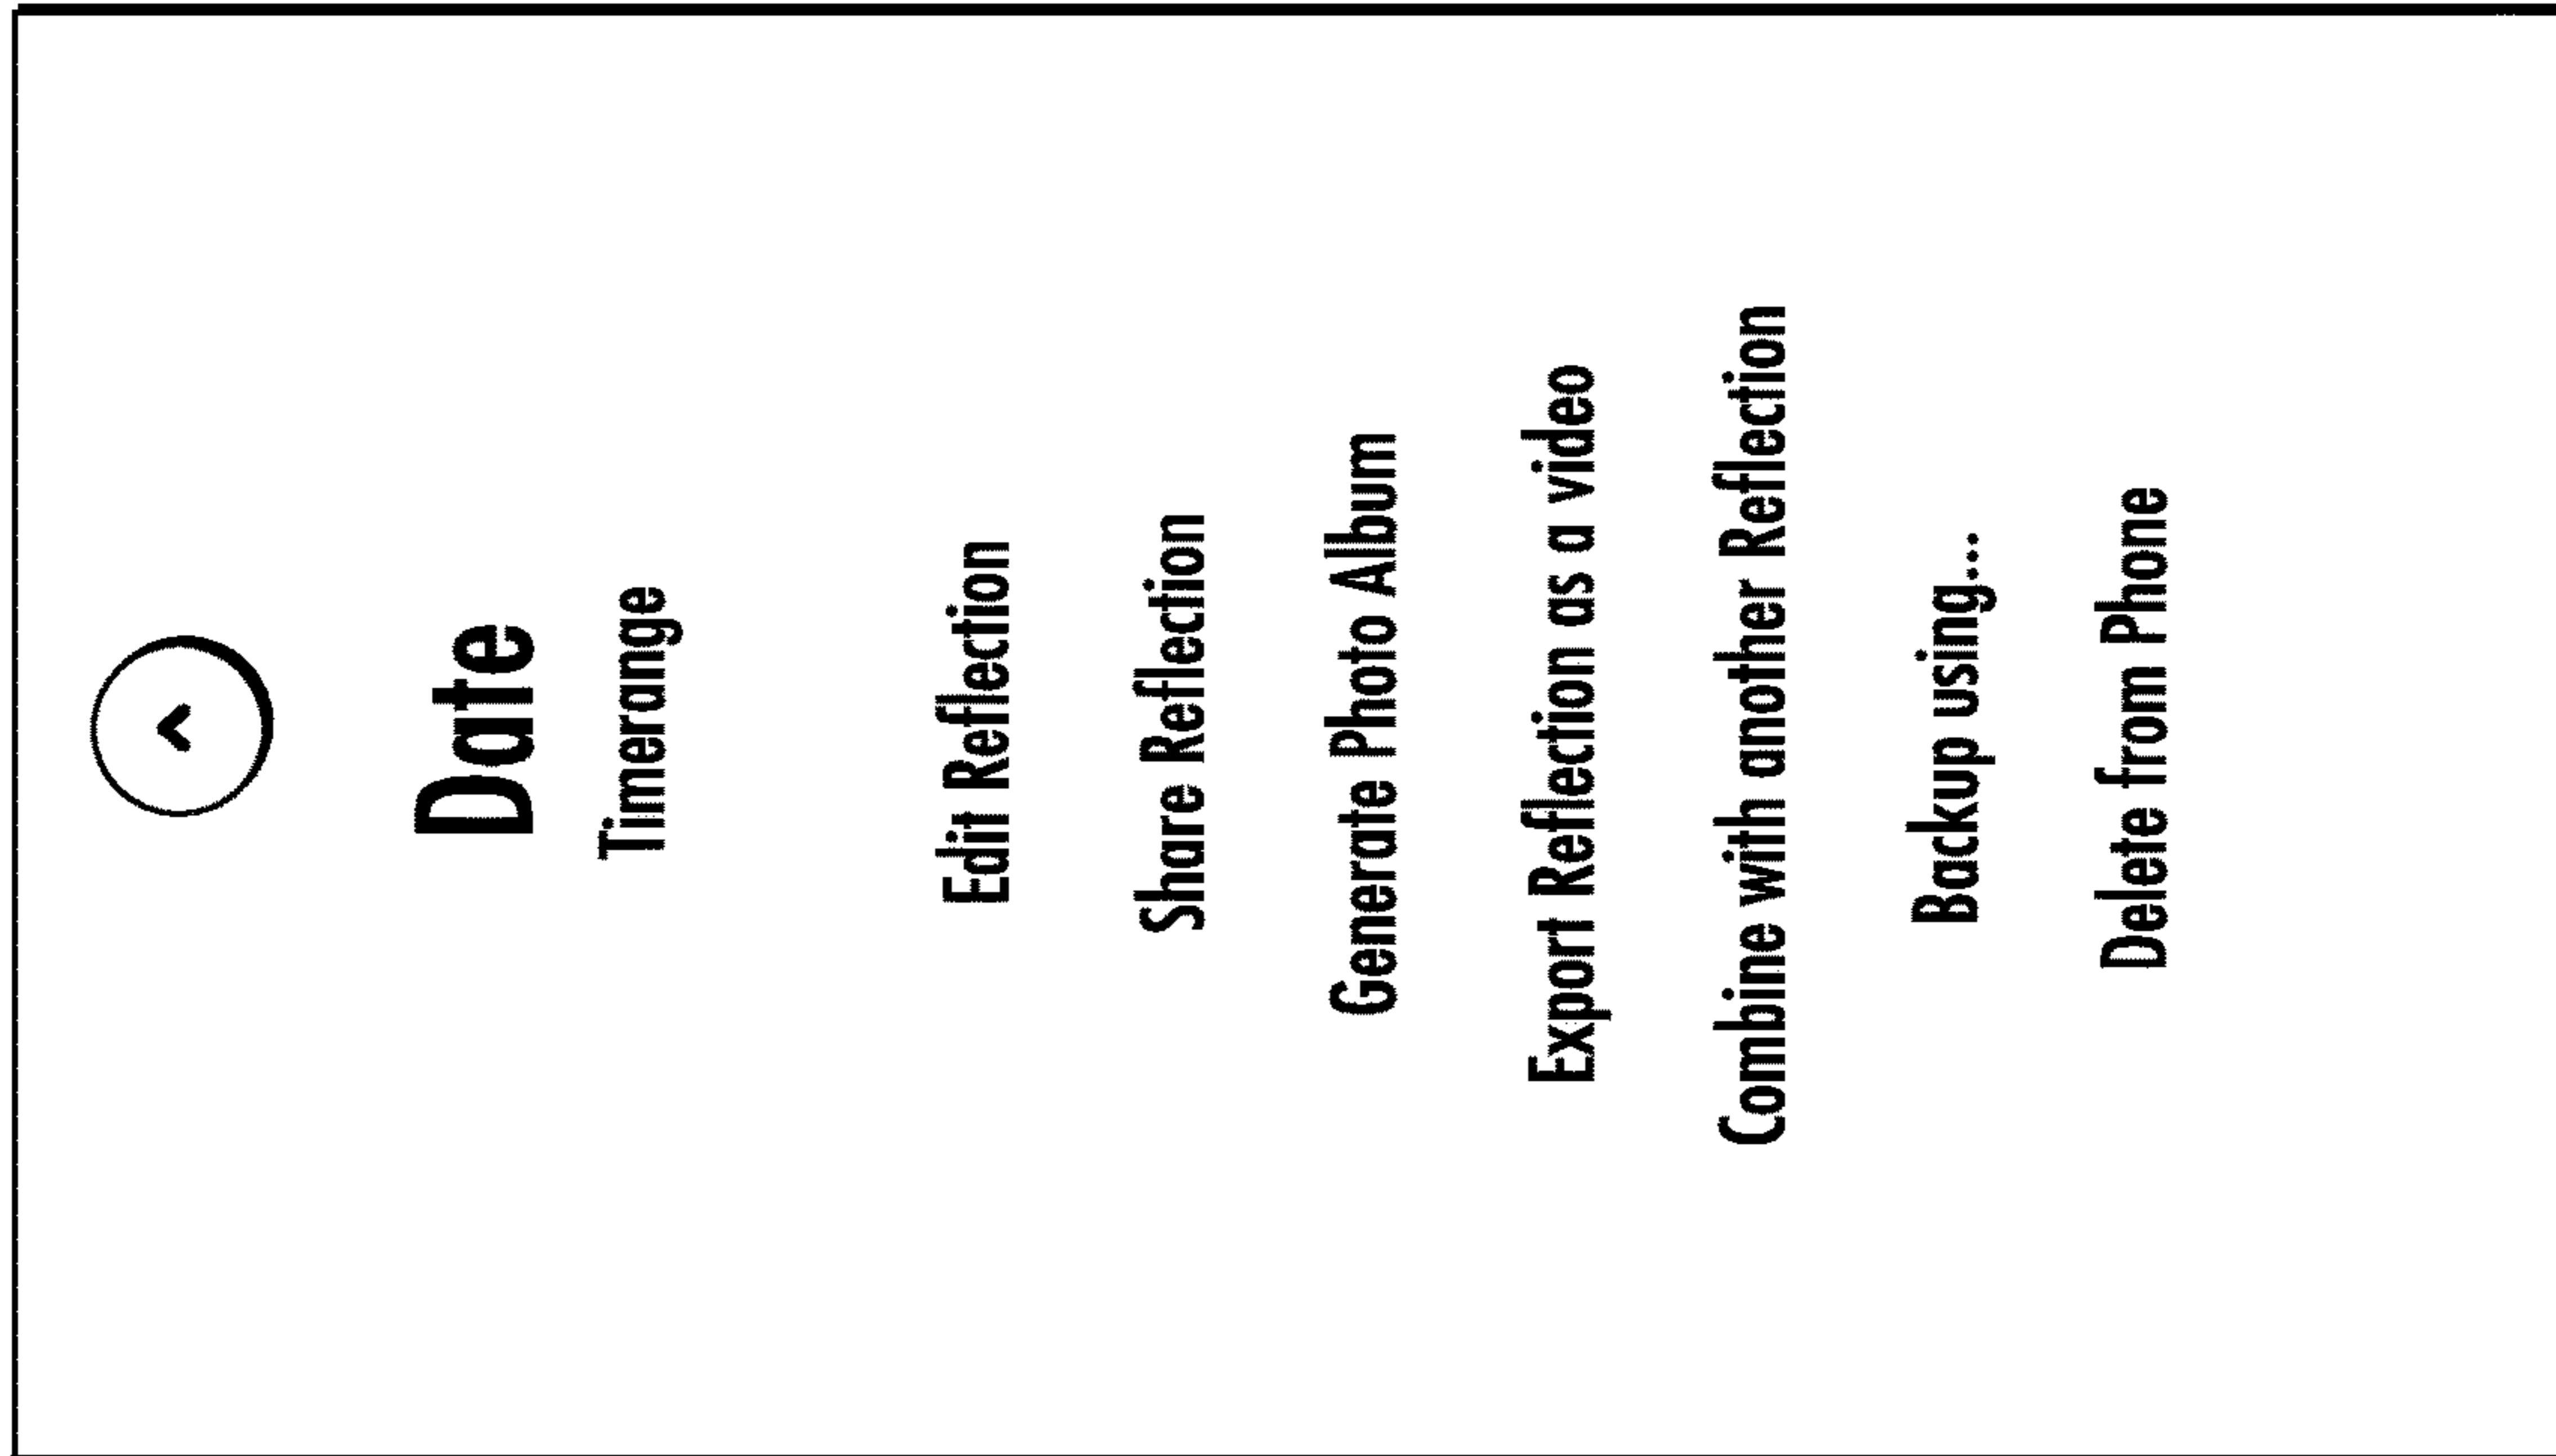 Date
Timerange
Edit Reflection
Share Reflection
Generate Photo Album
Export Reflection as a video
Combine with another Reflection
Backup using...
Delete from Phone